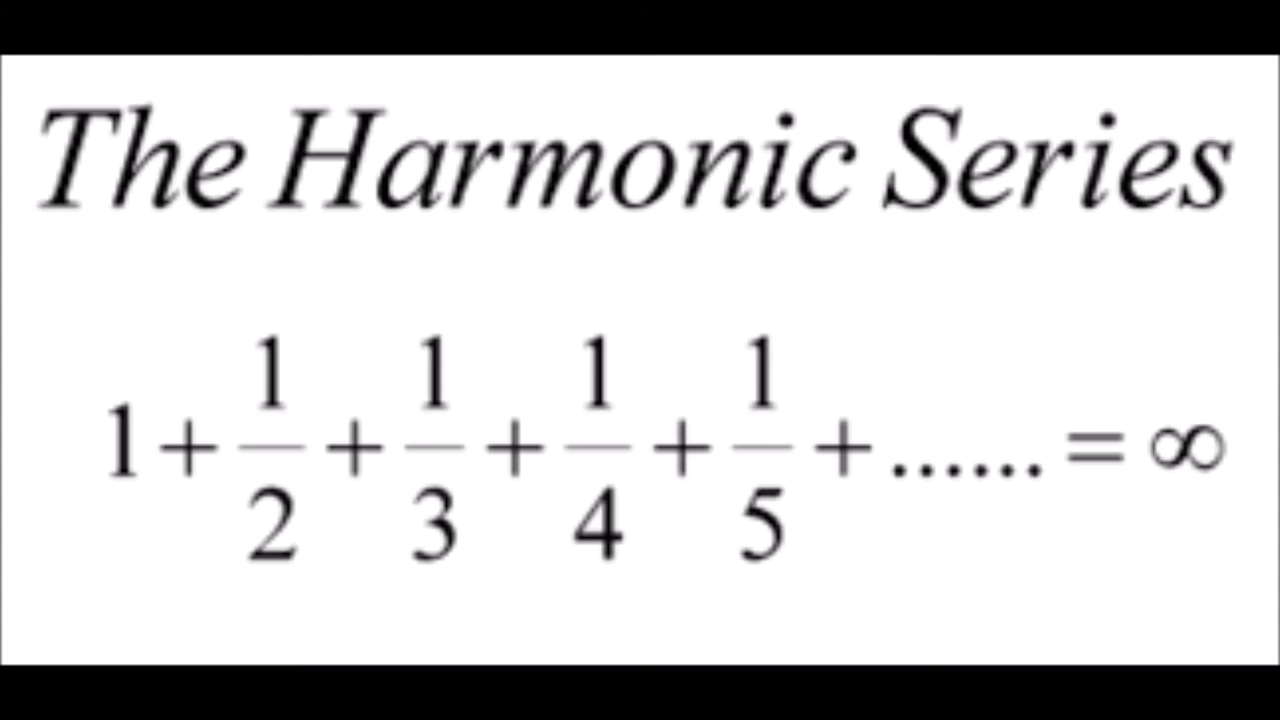 The Harmonic Series
1 + 1/2 + 1/3 + 1/4 + 1/5 + ...... = ∞